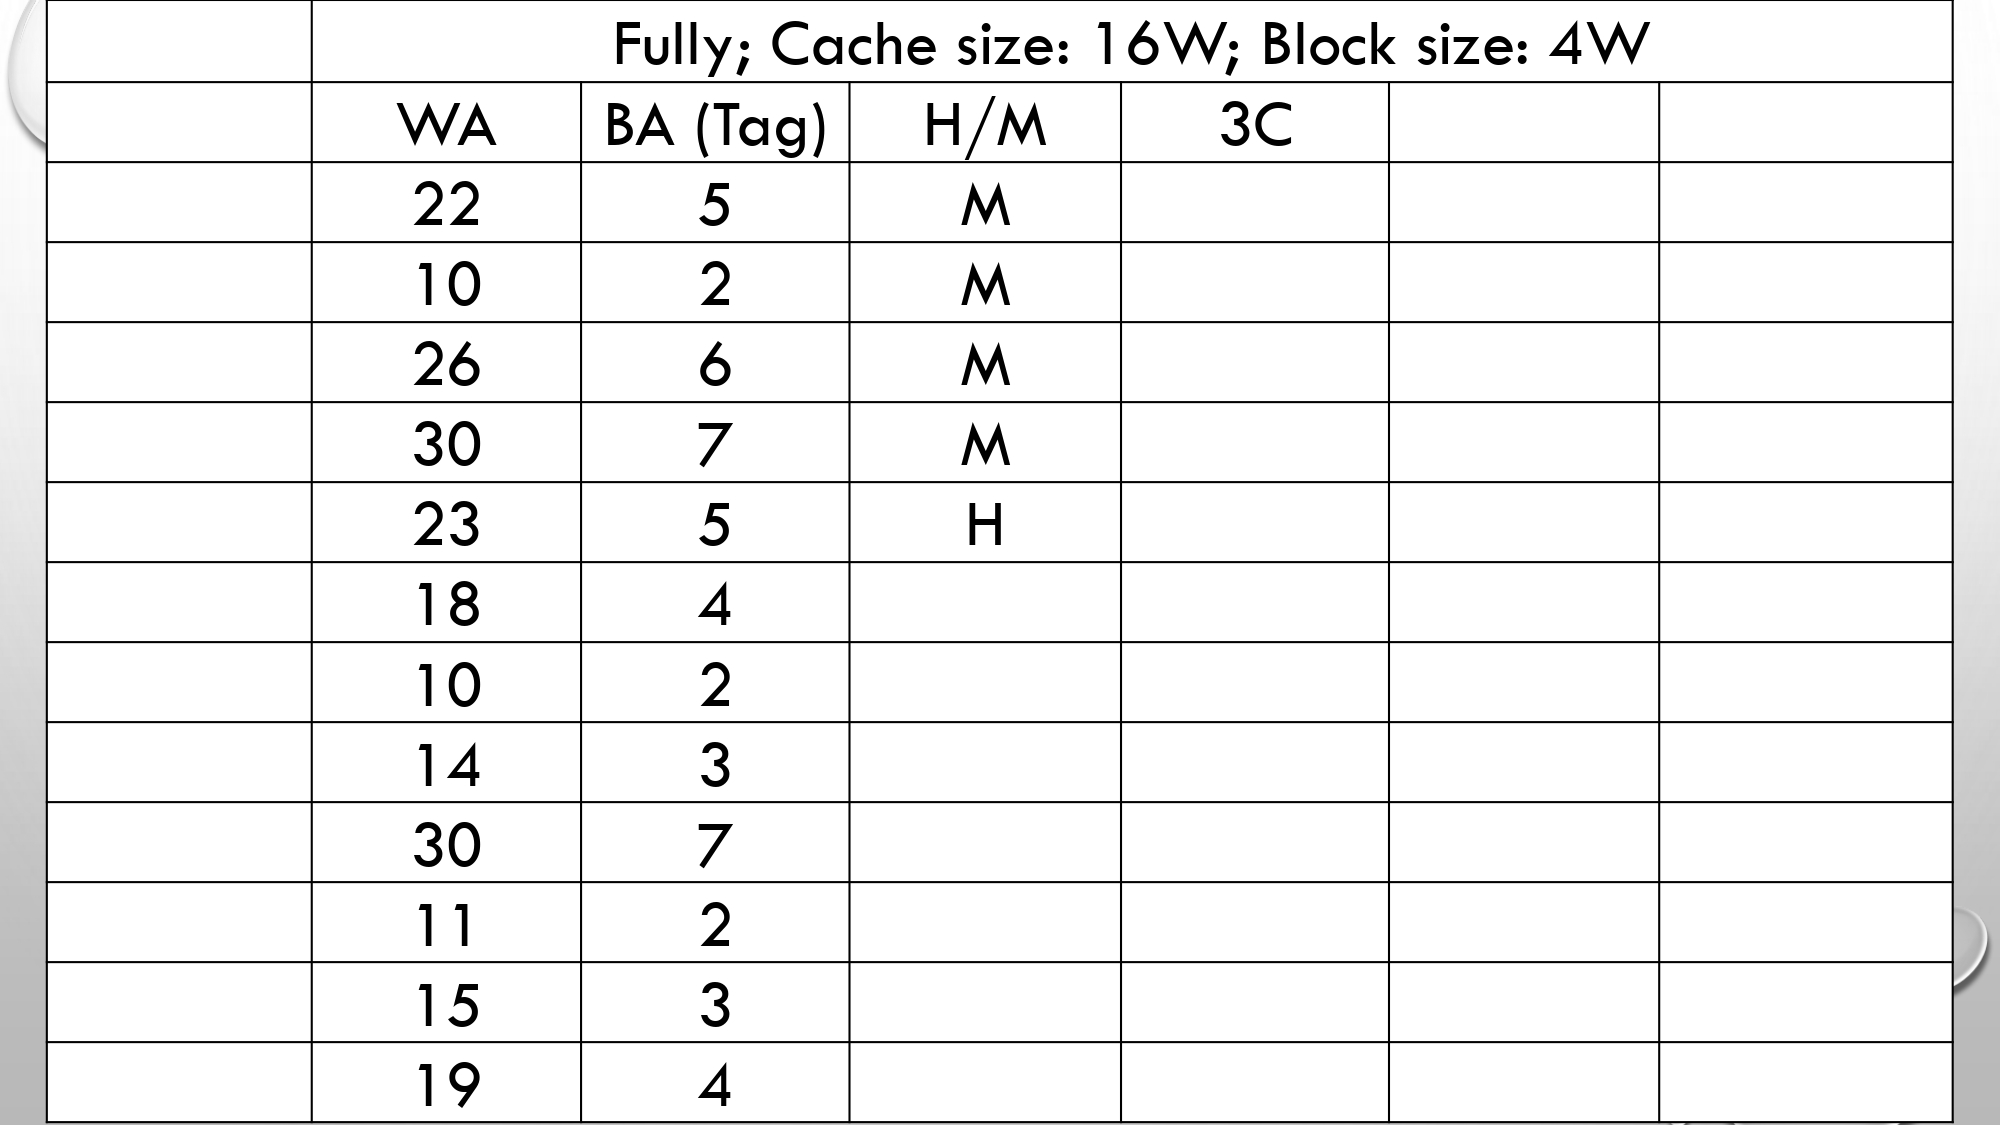 Fully; Cache size: 16W; Block size: 4W
WA BA (Tag) H/M 3C
22 5 M
10 2 M
26 6 M
30 7 M
23 5 H
18 4
10 2
14 3
30 7
11 2
15 3
19 4